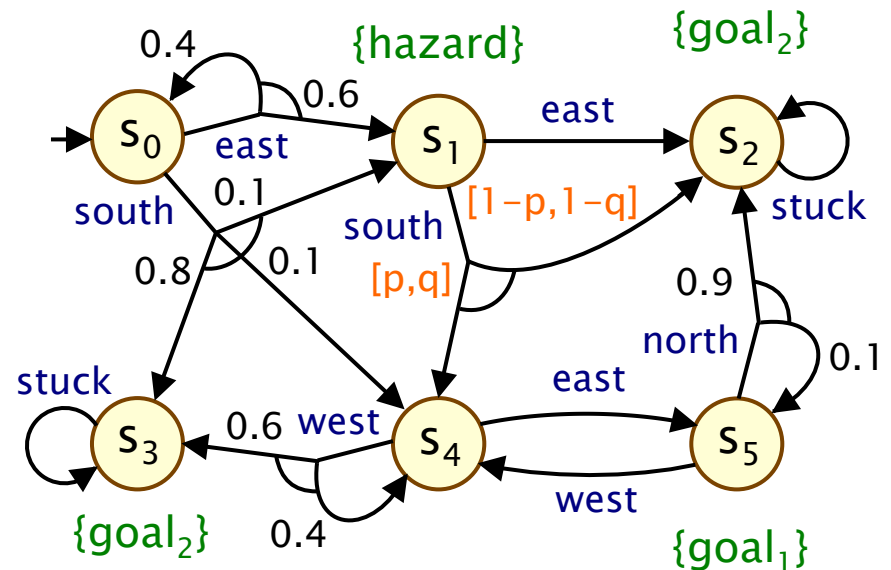 {goal₂}
0.4
{hazard}
0.6
s₀
s₁
s₂
east
east
0.1
[1-p,1-q]
stuck
south
south
0.8
0.1
[p,q]
0.9
north
0.1
stuck
east
0.6
west
s₃
s₄
s₅
west
{goal₂}
0.4
{goal₁}